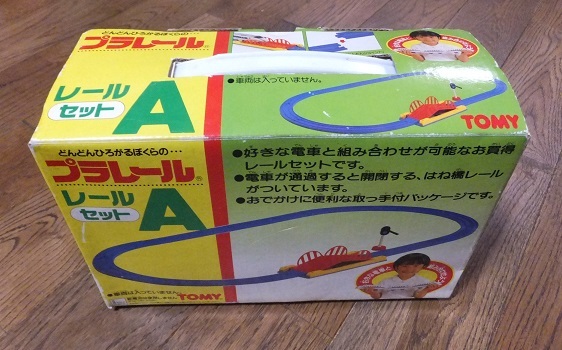 どんどんひろがるぼくらの…
プラレール®
レール
セット
A
●車両は入っていません。
TOMY
どんどんひろがるぼくらの…
プラレール®
レール
セット
A
●好きな電車と組み合わせが可能なお買得
レールセットです。
●電車が通過すると開閉する、はね橋レール
がついています。
●おでかけに便利な取っ手付パッケージです。
●車両は入っていません。
TOMY